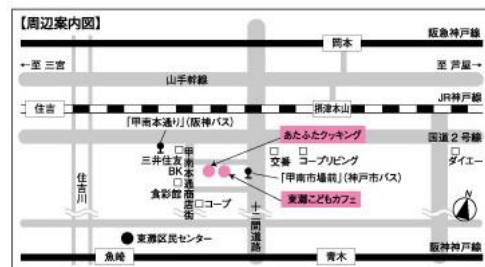 【周辺案内図】
阪急神戸線
岡本
←至 三宮
至 芦屋→
山手幹線
JR神戸線
住吉
摂津本山
「甲南本通り」(阪神バス)
国道2号線
あたふたクッキング
三井住友
BK
甲南本通商店街
交番
コープリビング
ダイエー
「甲南市場前」(神戸市バス)
食彩館
コープ
東灘こどもカフェ
住吉川
十二間道路
N
東灘区民センター
魚崎
青木
阪神神戸線